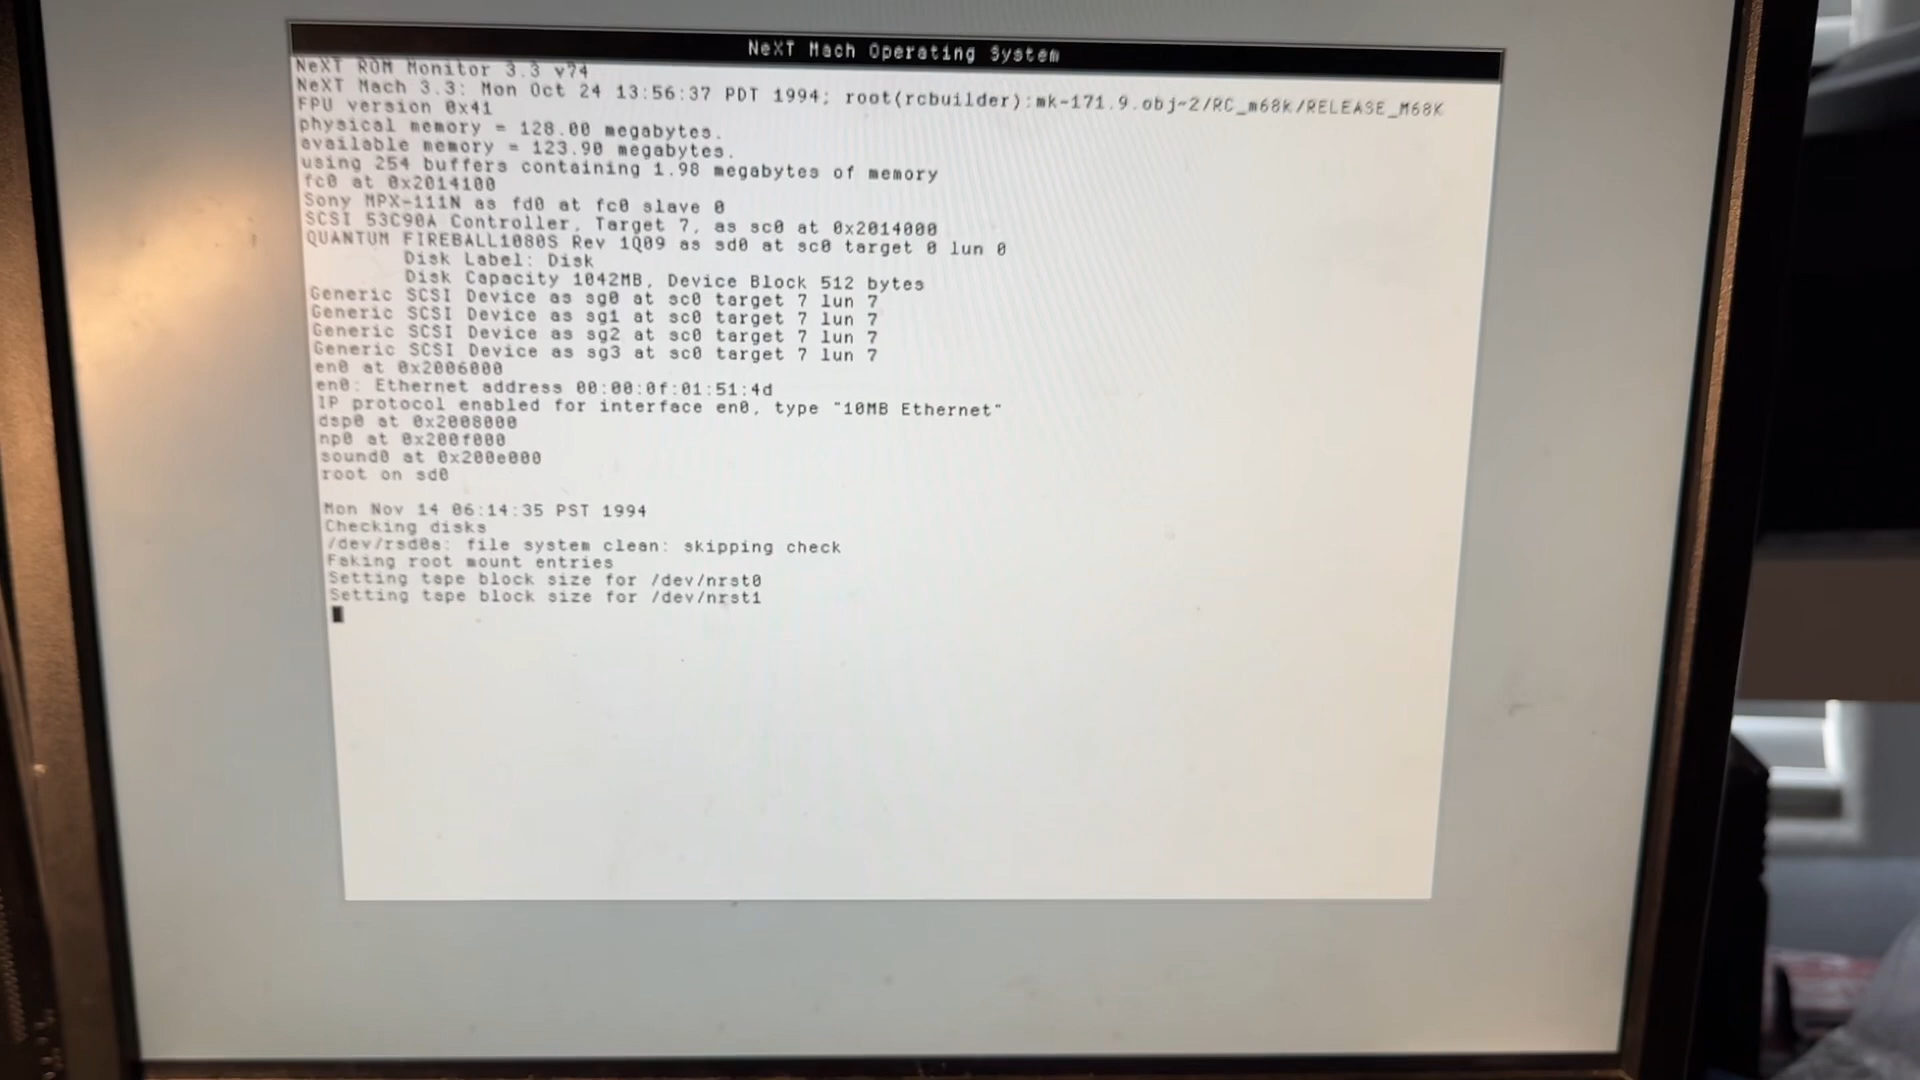 NeXT Mach Operating System
NeXT ROM Monitor 3.3 v74
NeXT Mach 3.3: Mon Oct 24 13:56:37 PDT 1994; root(rcbuilder):mk-171.9.obj~2/RC_m68k/RELEASE_M68K
FPU version 0x41
physical memory = 128.00 megabytes.
available memory = 123.90 megabytes.
using 254 buffers containing 1.98 megabytes of memory
fc0 at 0x2014100
Sony MPX-111N as fd0 at fc0 slave 0
SCSI 53C90A Controller, Target 7, as sc0 at 0x2014000
QUANTUM FIREBALL1080S Rev 1Q09 as sd0 at sc0 target 0 lun 0
Disk Label: Disk
Disk Capacity 1042MB, Device Block 512 bytes
Generic SCSI Device as sg0 at sc0 target 7 lun 7
Generic SCSI Device as sg1 at sc0 target 7 lun 7
Generic SCSI Device as sg2 at sc0 target 7 lun 7
Generic SCSI Device as sg3 at sc0 target 7 lun 7
en0 at 0x2006000
en0: Ethernet address 00:00:0f:01:51:4d
IP protocol enabled for interface en0, type "10MB Ethernet"
dsp0 at 0x2008000
np0 at 0x200f000
sound0 at 0x200e000
root on sd0
Mon Nov 14 06:14:35 PST 1994
Checking disks
/dev/rsd0a: file system clean: skipping check
Faking root mount entries
Setting tape block size for /dev/nrst0
Setting tape block size for /dev/nrst1